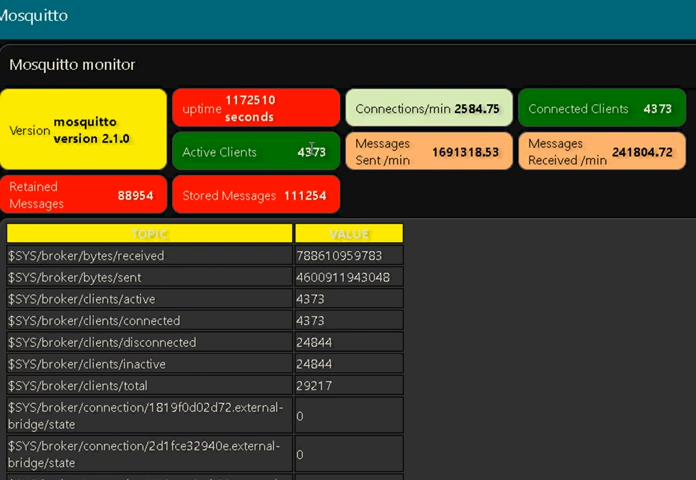 Mosquitto
Mosquitto monitor
Version mosquitto version 2.1.0
uptime 1172510 seconds
Connections/min 2584.75
Connected Clients 4373
Active Clients 4373
Messages Sent /min 1691318.53
Messages Received /min 241804.72
Retained Messages 88954
Stored Messages 111254
TOPIC VALUE
$SYS/broker/bytes/received 788610959783
$SYS/broker/bytes/sent 4600911943048
$SYS/broker/clients/active 4373
$SYS/broker/clients/connected 4373
$SYS/broker/clients/disconnected 24844
$SYS/broker/clients/inactive 24844
$SYS/broker/clients/total 29217
$SYS/broker/connection/1819f0d02d72.external-
bridge/state 0
$SYS/broker/connection/2d1fce32940e.external-
bridge/state 0